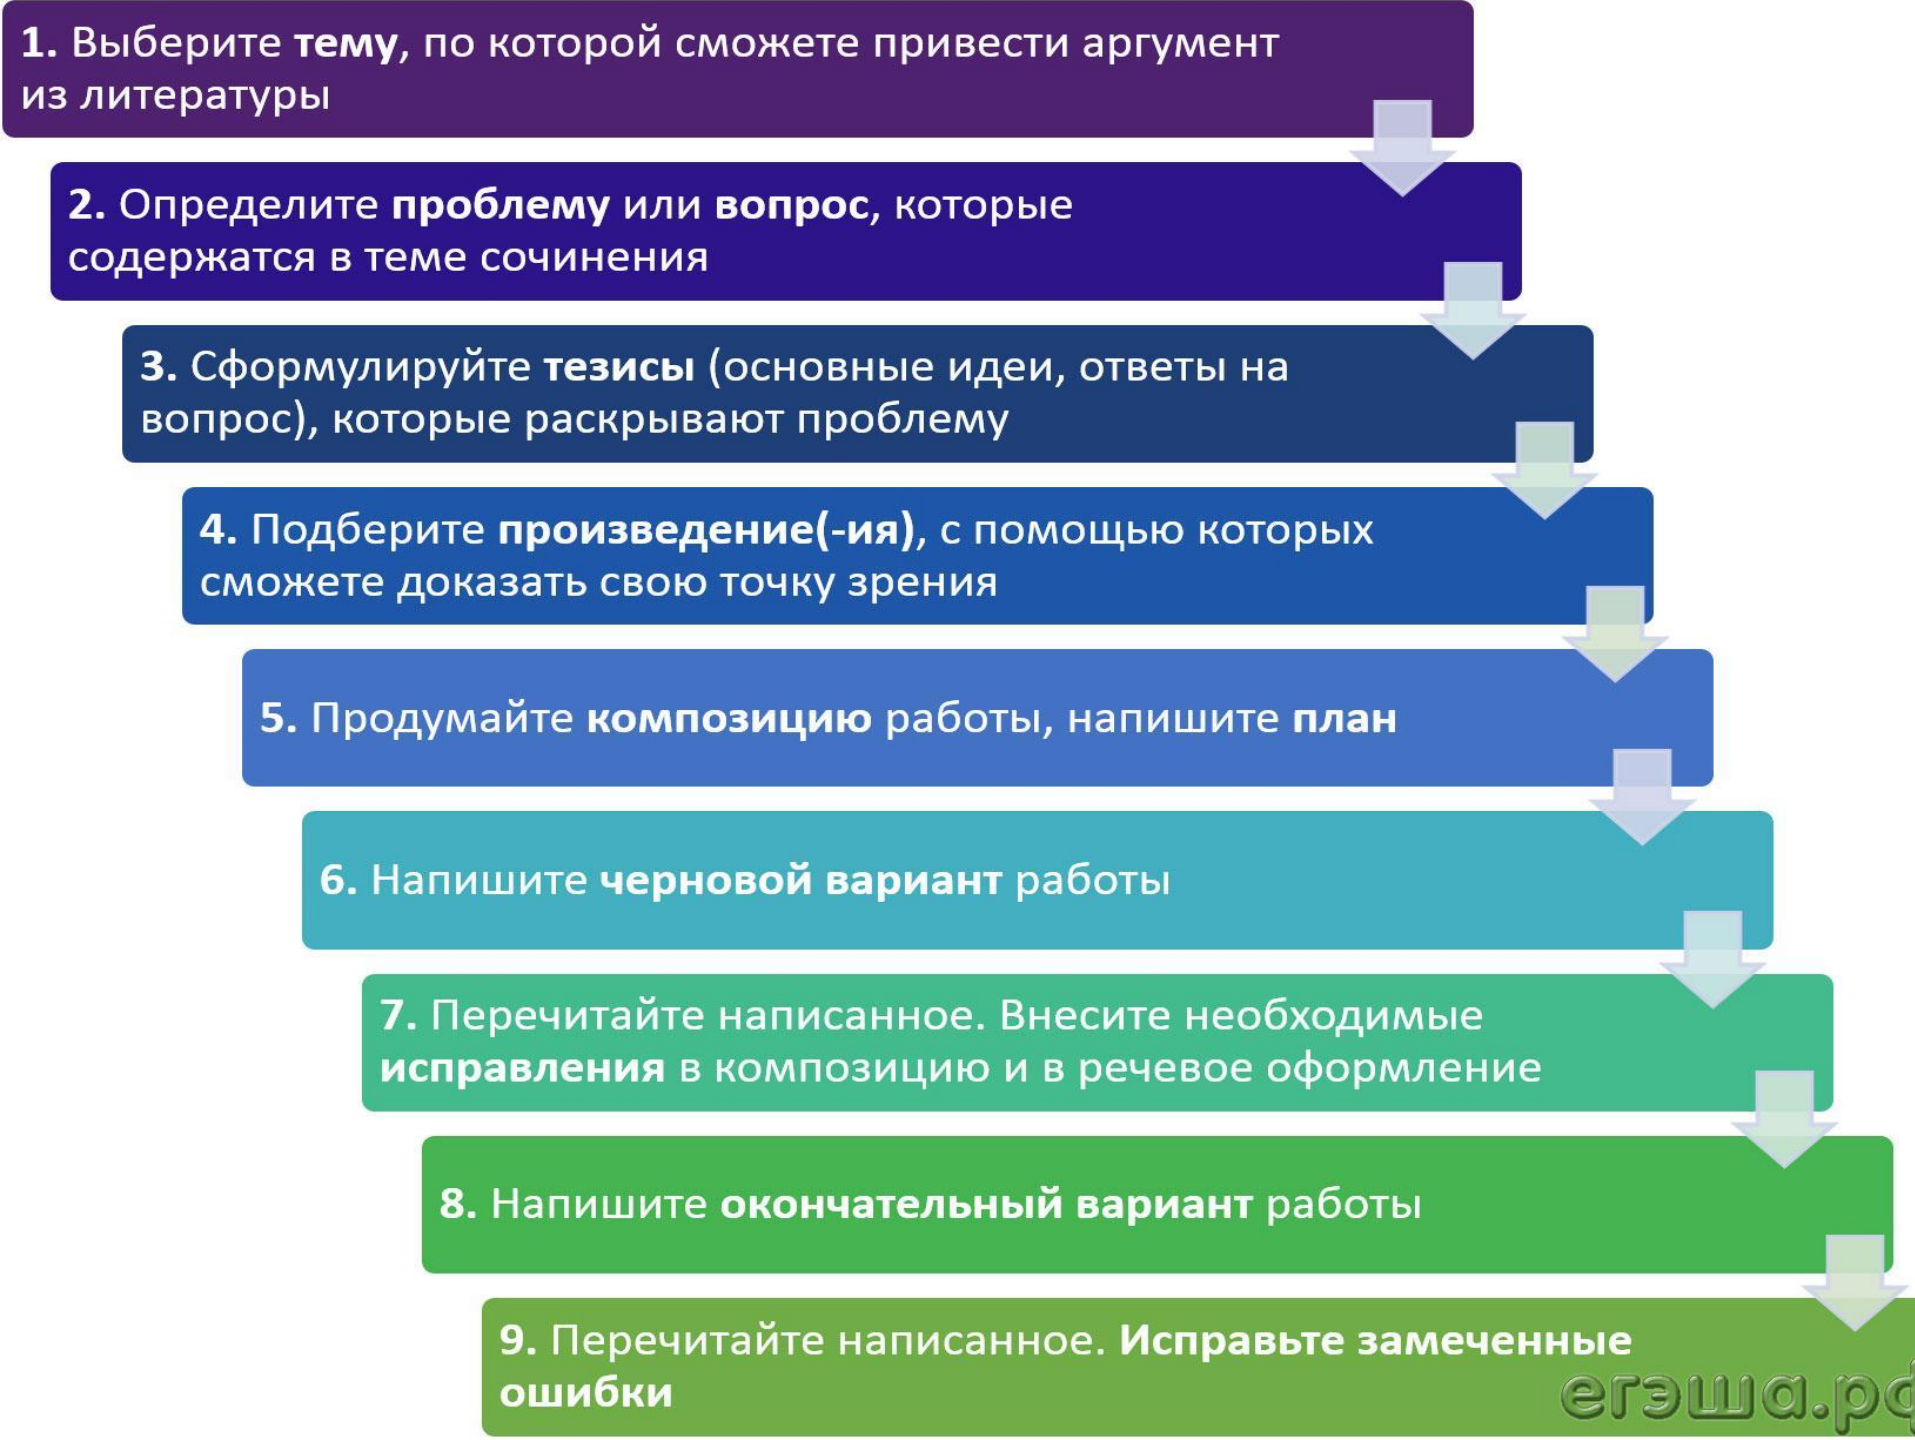 1. Выберите тему, по которой сможете привести аргумент
из литературы
2. Определите проблему или вопрос, которые
содержатся в теме сочинения
3. Сформулируйте тезисы (основные идеи, ответы на
вопрос), которые раскрывают проблему
4. Подберите произведение(-ия), с помощью которых
сможете доказать свою точку зрения
5. Продумайте композицию работы, напишите план
6. Напишите черновой вариант работы
7. Перечитайте написанное. Внесите необходимые
исправления в композицию и в речевое оформление
8. Напишите окончательный вариант работы
9. Перечитайте написанное. Исправьте замеченные
ошибки
егэша.рф